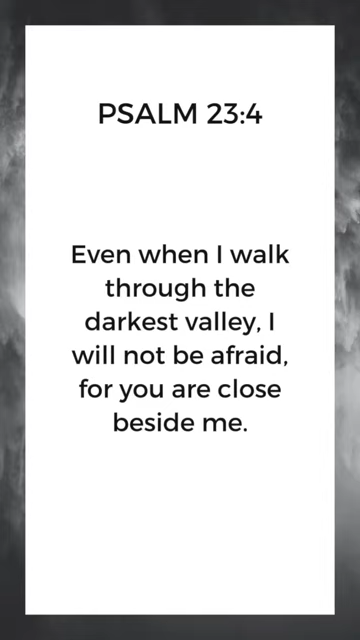 PSALM 23:4
Even when I walk
through the
darkest valley, I
will not be afraid,
for you are close
beside me.